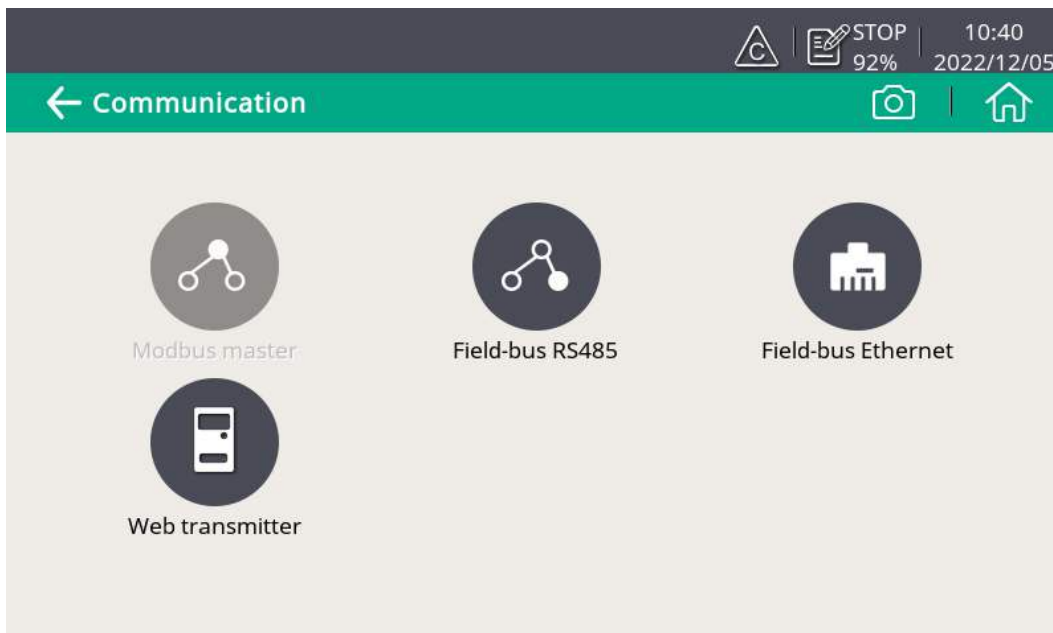 C
STOP 10:40
92% 2022/12/05
Communication
Modbus master Field-bus RS485 Field-bus Ethernet
Web transmitter